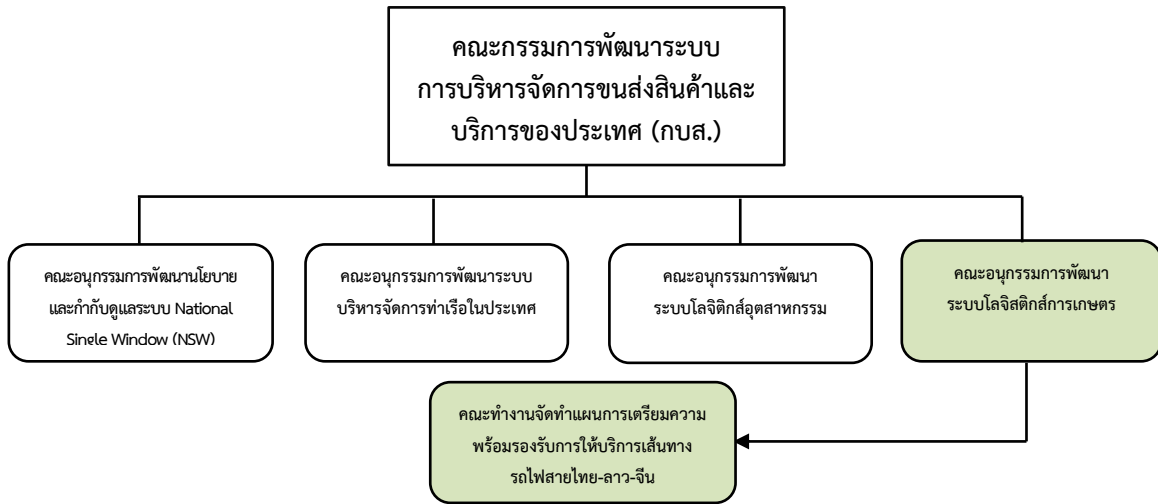 คณะกรรมการพัฒนาระบบ
การบริหารจัดการขนส่งสินค้าและ
บริการของประเทศ (กบส.)
คณะอนุกรรมการพัฒนานโยบาย
และกำกับดูแลระบบ National
Single Window (NSW)
คณะอนุกรรมการพัฒนาระบบ
บริหารจัดการท่าเรือในประเทศ
คณะอนุกรรมการพัฒนา
ระบบโลจิติกส์อุตสาหกรรม
คณะอนุกรรมการพัฒนา
ระบบโลจิสติกส์การเกษตร
คณะทำงานจัดทำแผนการเตรียมความ
พร้อมรองรับการให้บริการเส้นทาง
รถไฟสายไทย-ลาว-จีน